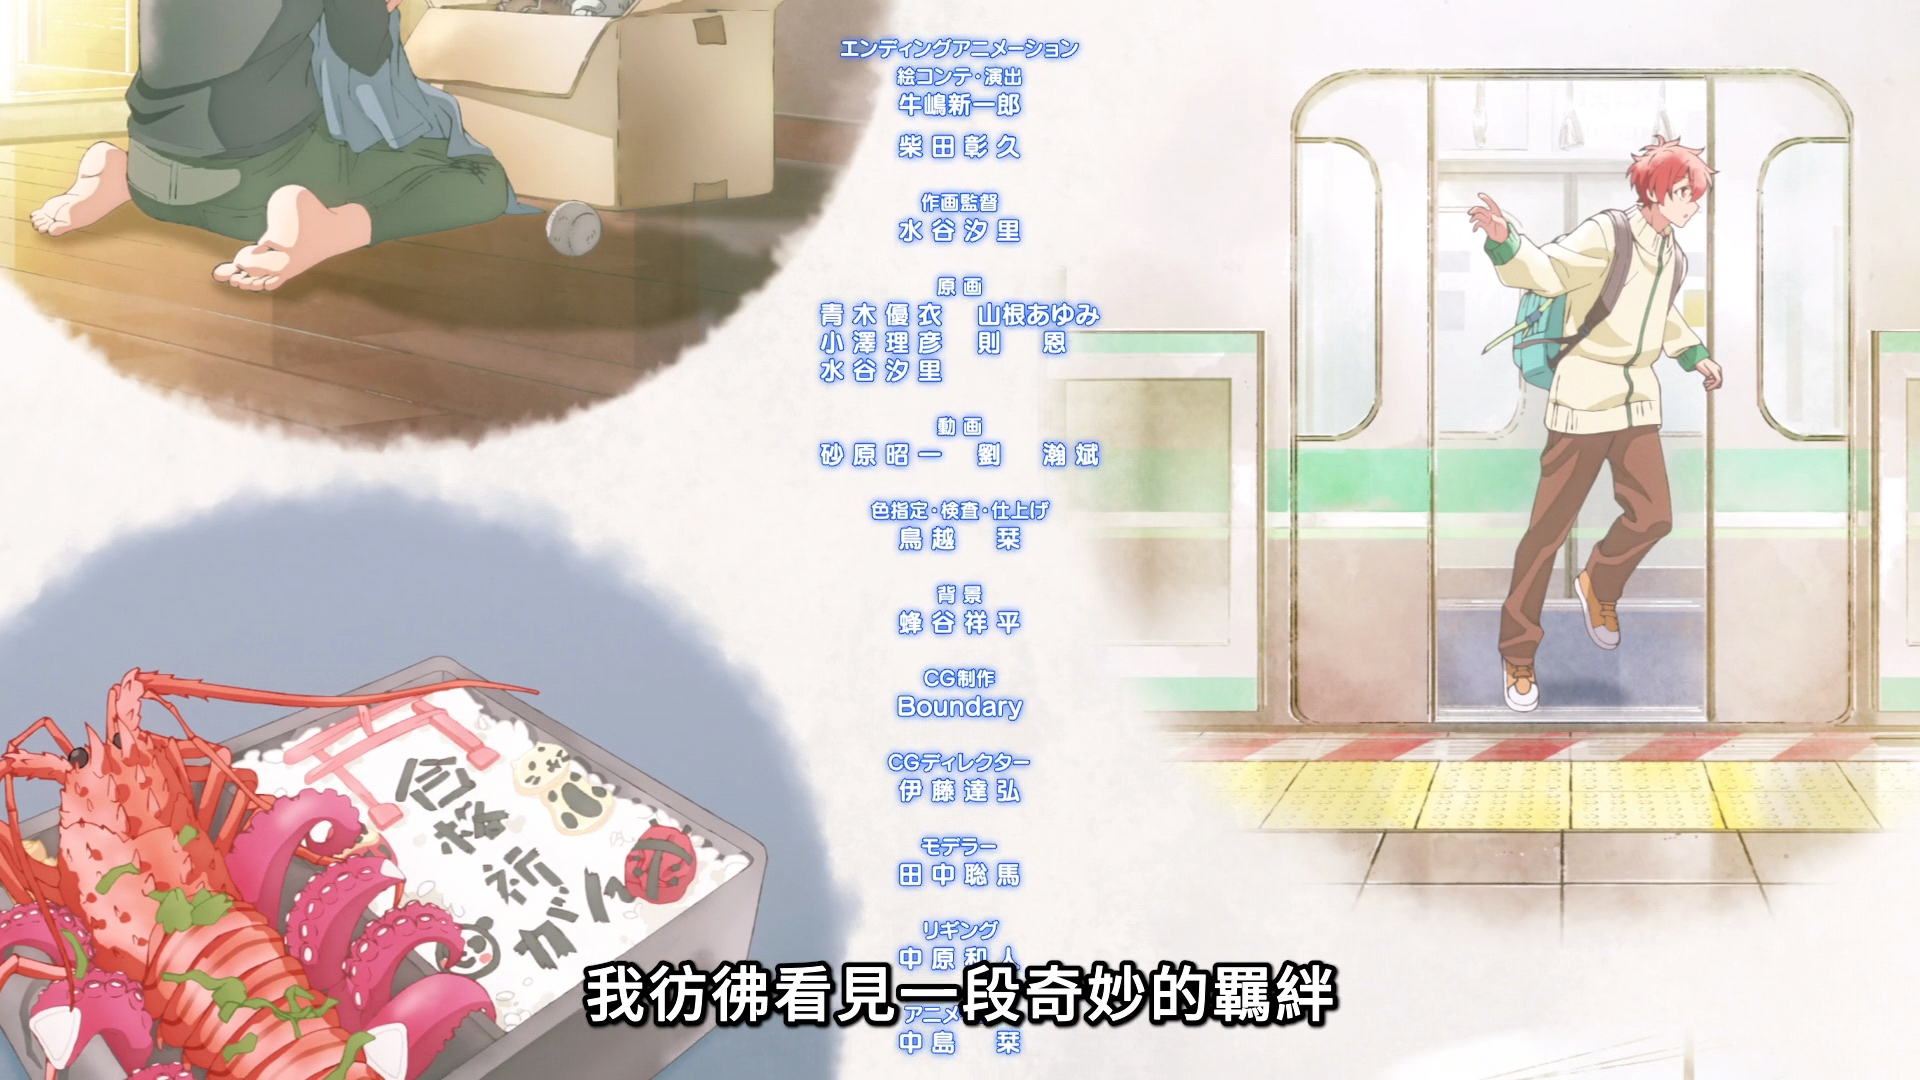 エンディングアニメーション
絵コンテ・演出
牛嶋新一郎
柴田彰久
作画監督
水谷汐里
原画
青木優衣 山根あゆみ
小澤理彦 則 恩
水谷汐里
動画
砂原昭一 劉 瀚斌
色指定・検査・仕上げ
鳥越 栞
背景
蜂谷祥平
CG制作
Boundary
CGディレクター
伊藤達弘
モデラー
田中聡馬
リギング
中原和人
アニメ
中島 栞
合格
祈
がん
我彷彿看見一段奇妙的羈絆